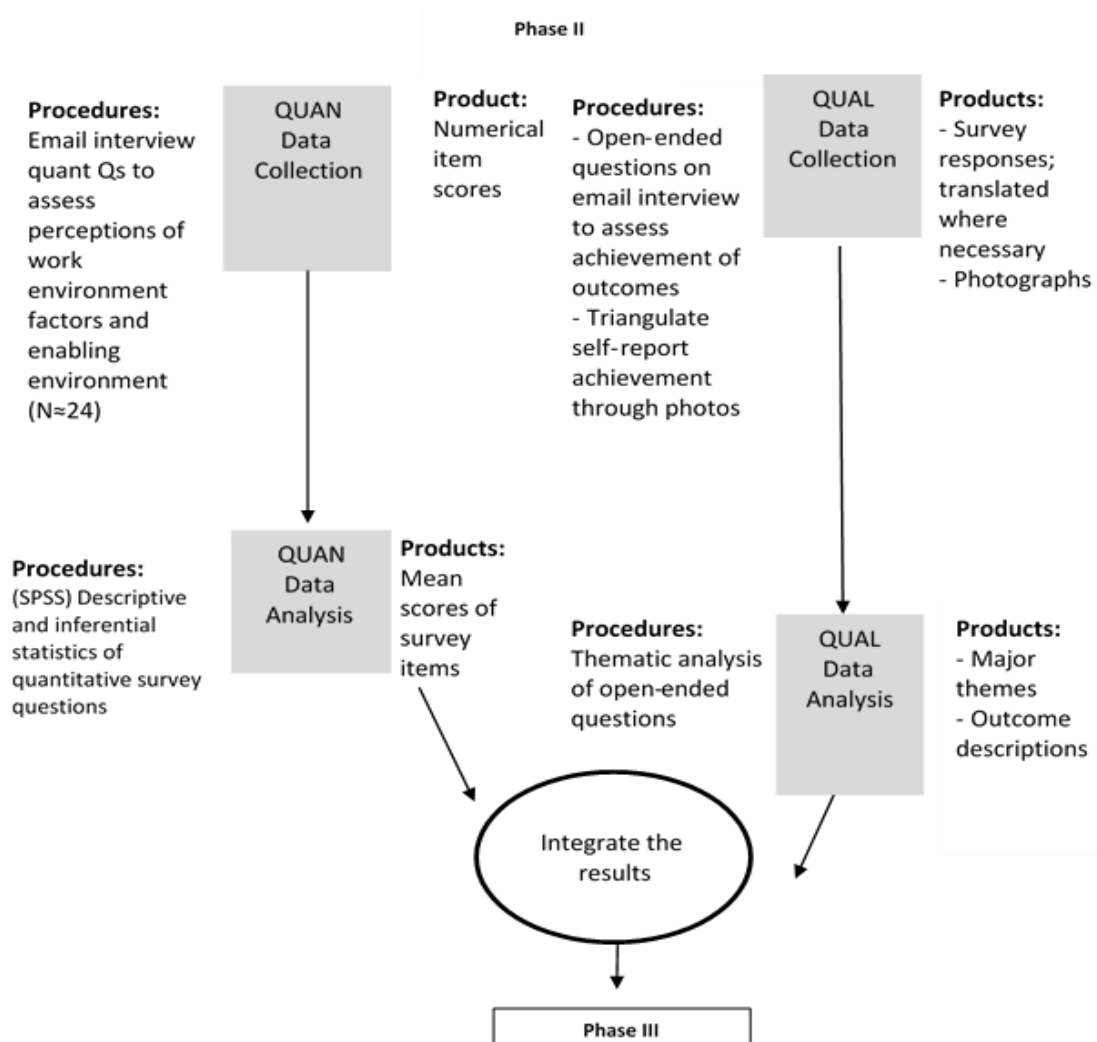 Phase II
Procedures:
Email interview
quant Qs to
assess
perceptions of
work
environment
factors and
enabling
environment
(N≈24)
QUAN
Data
Collection
Product:
Numerical
item
scores
Procedures:
- Open-ended
questions on
email interview
to assess
achievement of
outcomes
- Triangulate
self-report
achievement
through photos
QUAL
Data
Collection
Products:
- Survey
responses;
translated
where
necessary
- Photographs
Procedures:
(SPSS) Descriptive
and inferential
statistics of
quantitative survey
questions
QUAN
Data
Analysis
Products:
Mean
scores of
survey
items
Procedures:
Thematic analysis
of open-ended
questions
QUAL
Data
Analysis
Products:
- Major
themes
- Outcome
descriptions
Integrate the
results
Phase III